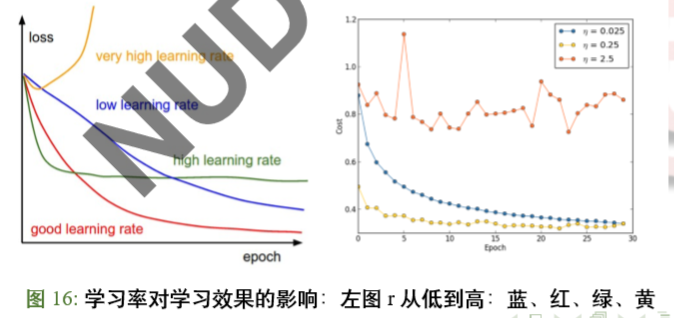 loss
very high learning rate
low learning rate
high learning rate
good learning rate
epoch
NUD
1.2
1.0
0.8
0.6
0.4
Cost
η = 0.025
η = 0.25
η = 2.5
0 5 10 15 20 25 30
Epoch
图 16: 学习率对学习效果的影响：左图 r 从低到高：蓝、红、绿、黄